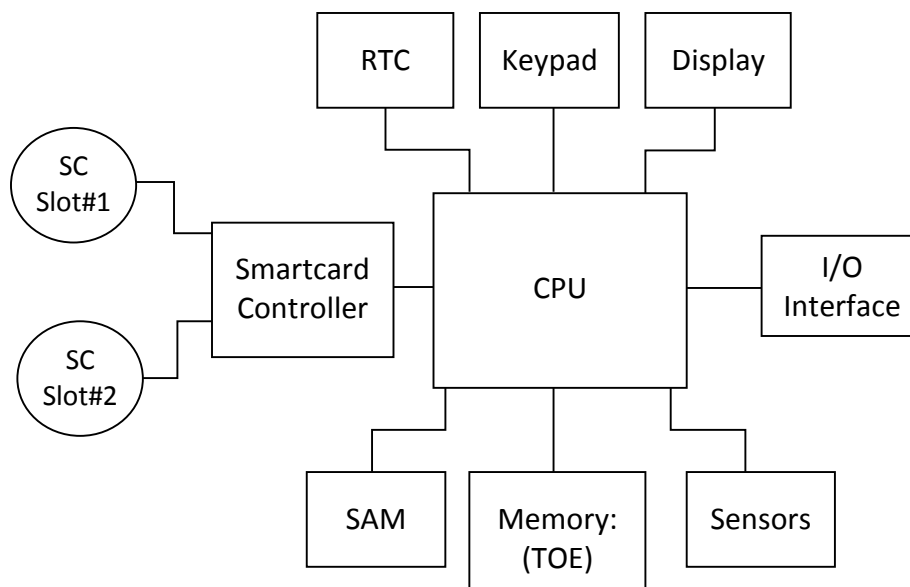 RTC
Keypad
Display
SC
Slot#1
Smartcard
Controller
CPU
I/O
Interface
SC
Slot#2
SAM
Memory:
(TOE)
Sensors